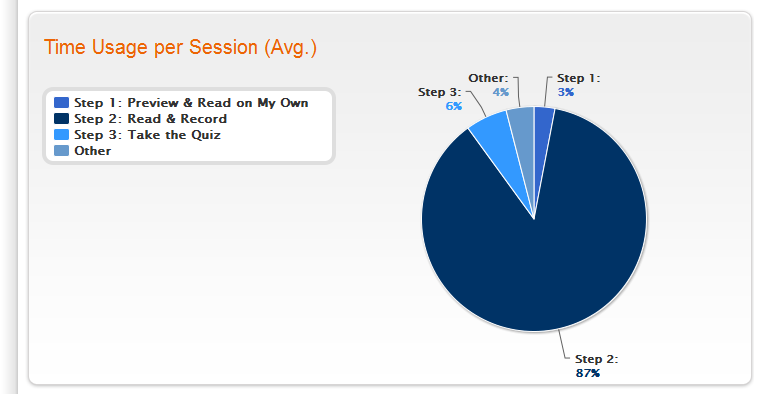 Time Usage per Session (Avg.)
Step 1: Preview & Read on My Own
Step 2: Read & Record
Step 3: Take the Quiz
Other
Other:
4%
Step 1:
3%
Step 3:
6%
Step 2:
87%